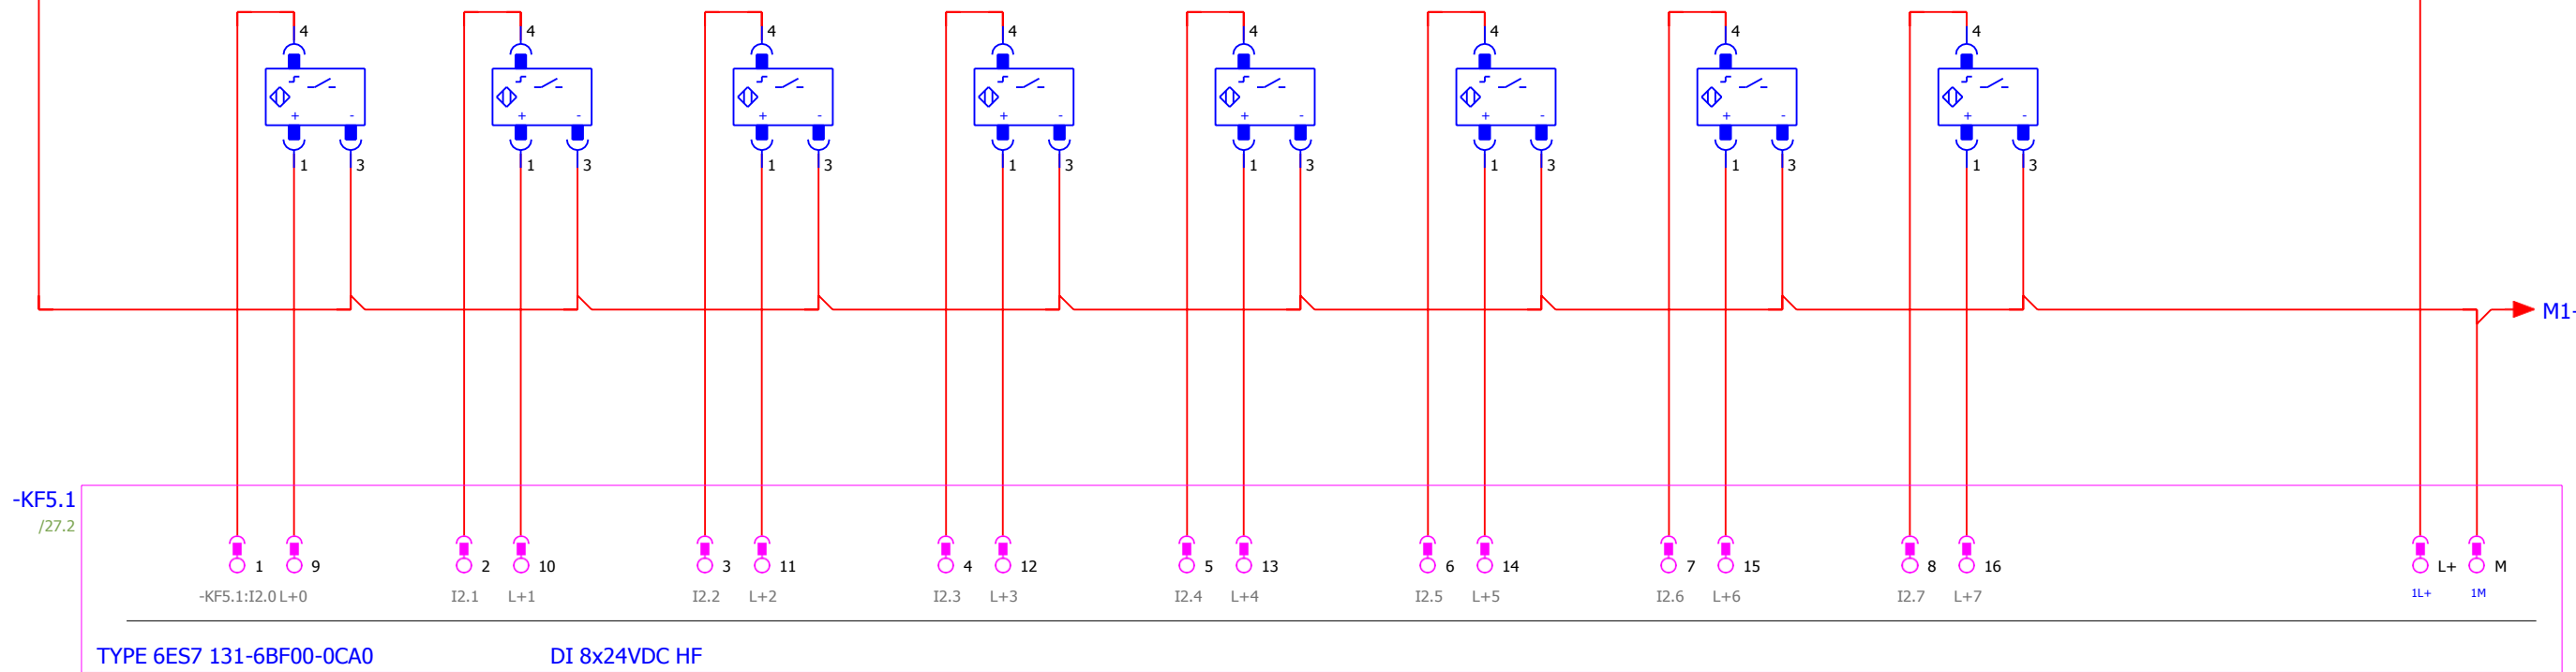 4 4 4 4 4 4 4 4
+ - + - + - + - + - + - + - + -
1 3 1 3 1 3 1 3 1 3 1 3 1 3 1 3
M1-
-KF5.1
/27.2
1 9 2 10 3 11 4 12 5 13 6 14 7 15 8 16 L+ M
-KF5.1:I2.0 L+0 I2.1 L+1 I2.2 L+2 I2.3 L+3 I2.4 L+4 I2.5 L+5 I2.6 L+6 I2.7 L+7 1L+ 1M
TYPE 6ES7 131-6BF00-0CA0 DI 8x24VDC HF